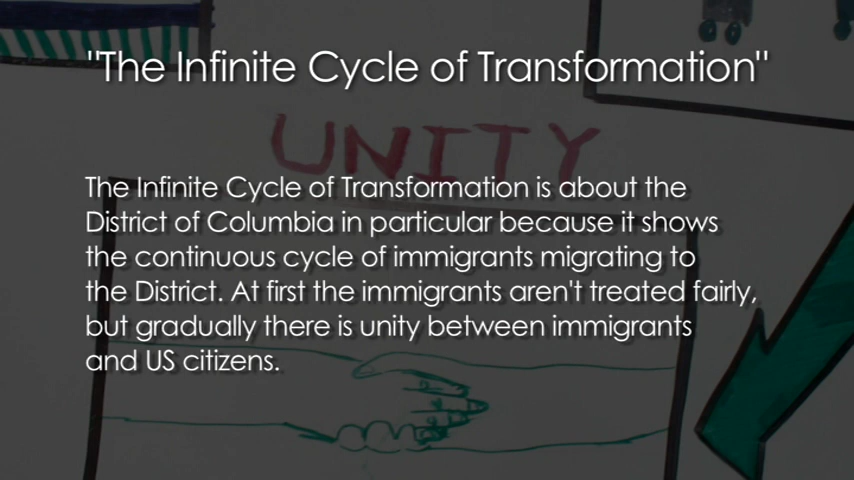 "The Infinite Cycle of Transformation"
UNITY
The Infinite Cycle of Transformation is about the
District of Columbia in particular because it shows
the continuous cycle of immigrants migrating to
the District. At first the immigrants aren't treated fairly,
but gradually there is unity between immigrants
and US citizens.